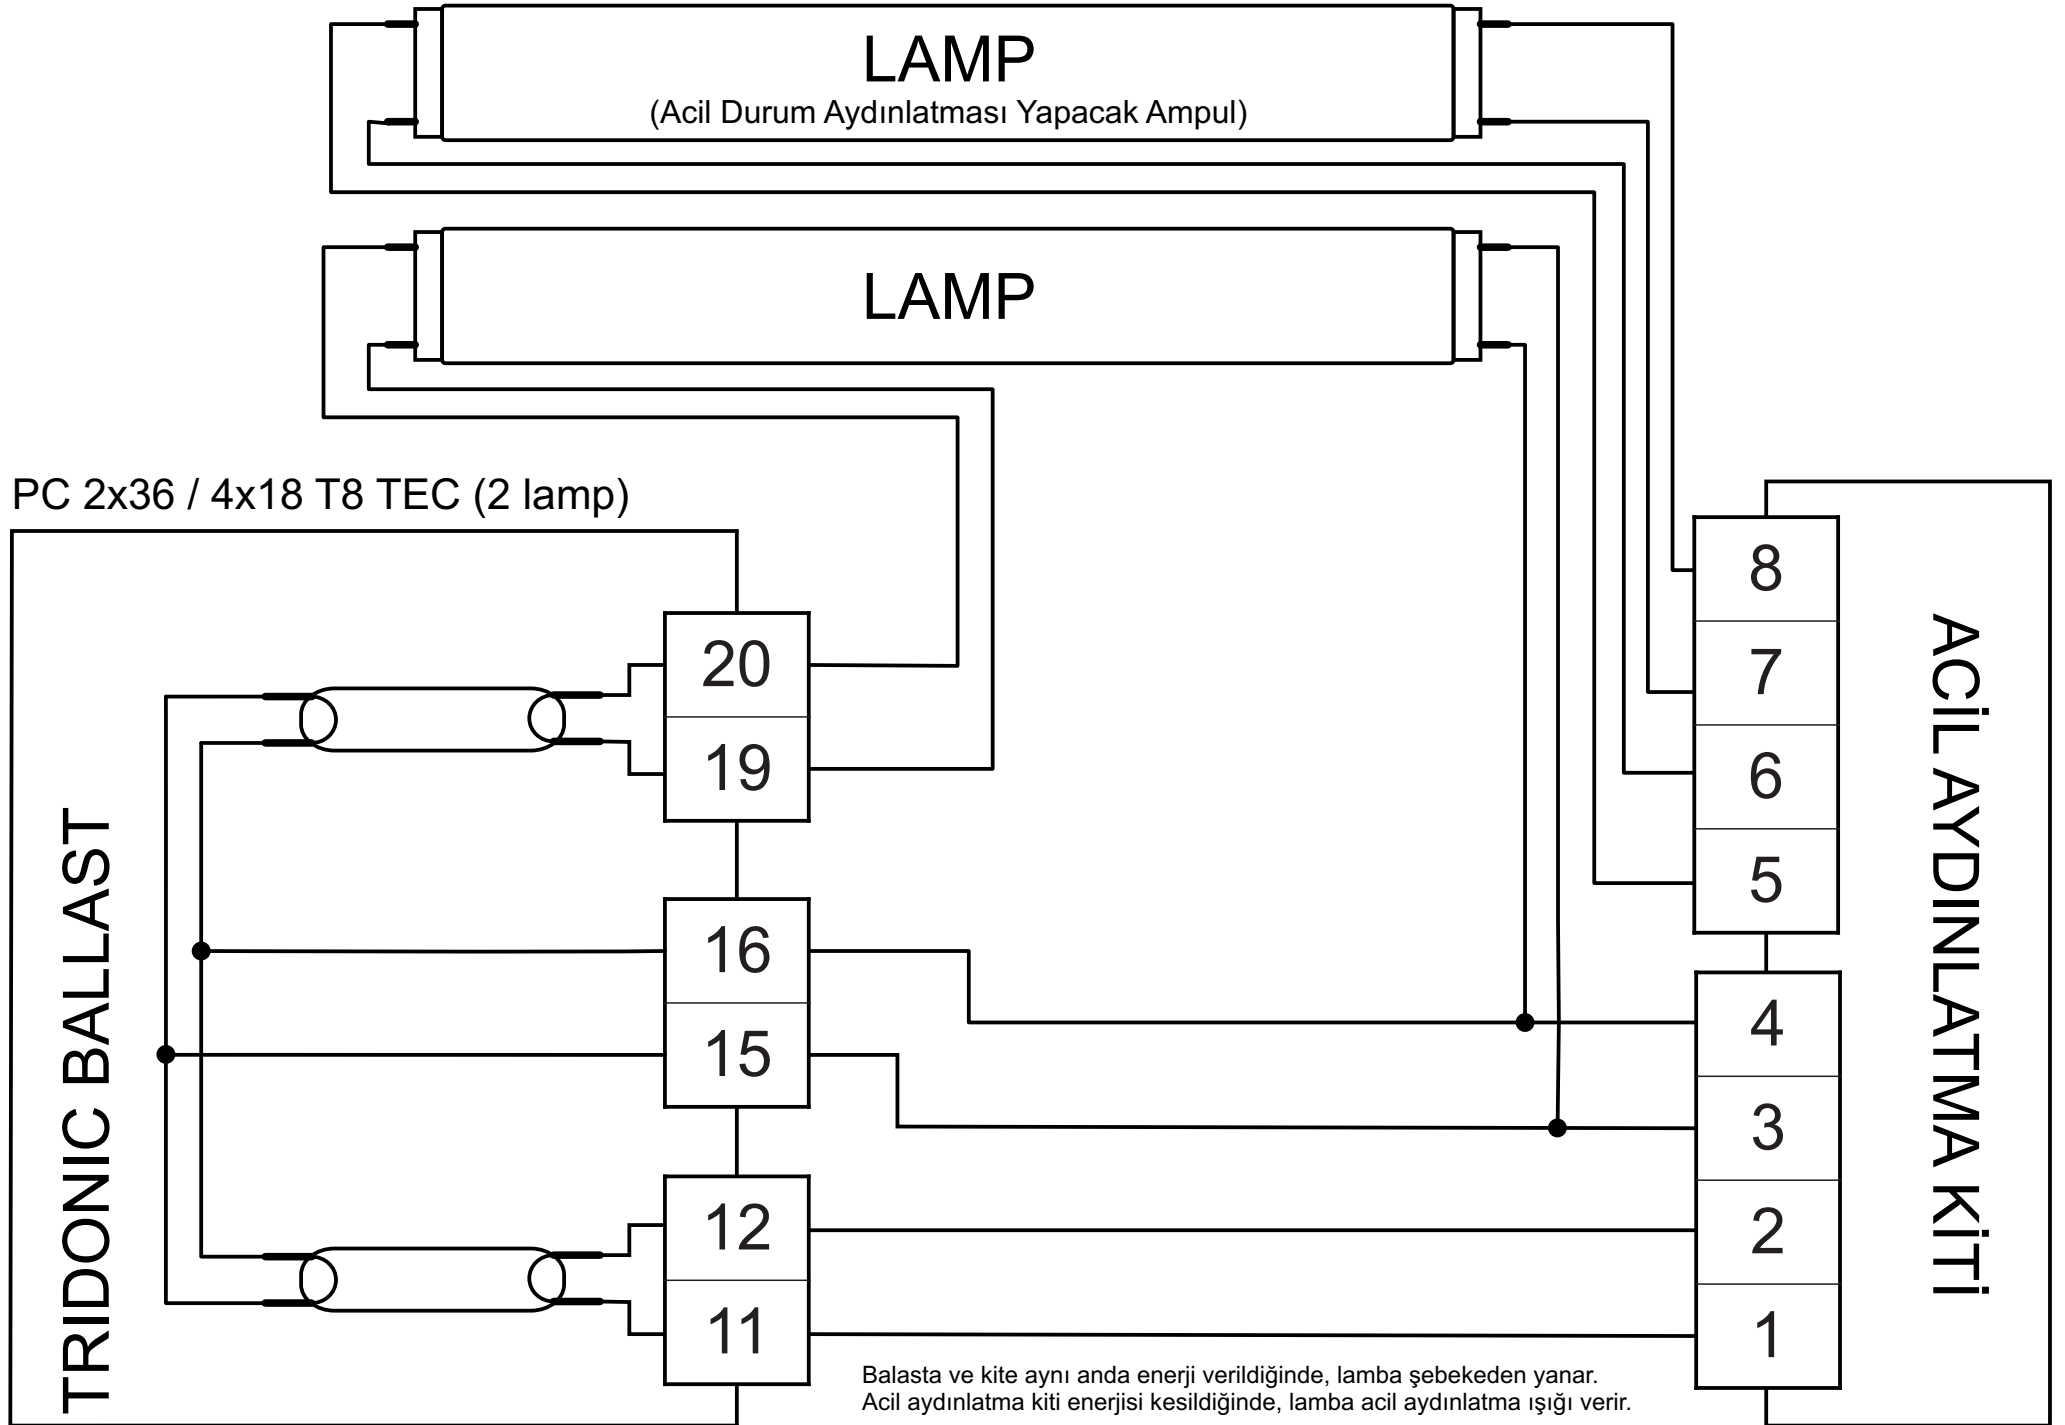 LAMP
(Acil Durum Aydınlatması Yapacak Ampul)
LAMP
PC 2x36 / 4x18 T8 TEC (2 lamp)
TRIDONIC BALLAST
20
19
16
15
12
11
8
7
6
5
4
3
2
1
ACİL AYDINLATMA KİTİ
Balasta ve kite aynı anda enerji verildiğinde, lamba şebekeden yanar.
Acil aydınlatma kiti enerjisi kesildiğinde, lamba acil aydınlatma ışığı verir.